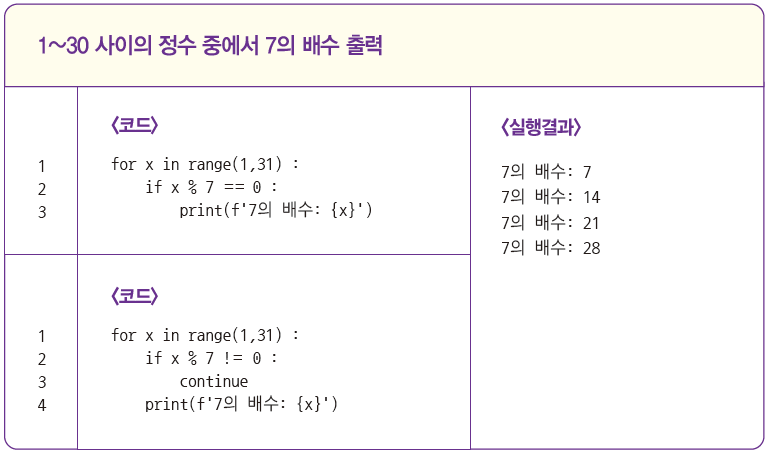 1~30 사이의 정수 중에서 7의 배수 출력
<코드>
1 for x in range(1,31) :
2     if x % 7 == 0 :
3         print(f'7의 배수: {x}')
<코드>
1 for x in range(1,31) :
2     if x % 7 != 0 :
3         continue
4     print(f'7의 배수: {x}')
<실행결과>
7의 배수: 7
7의 배수: 14
7의 배수: 21
7의 배수: 28